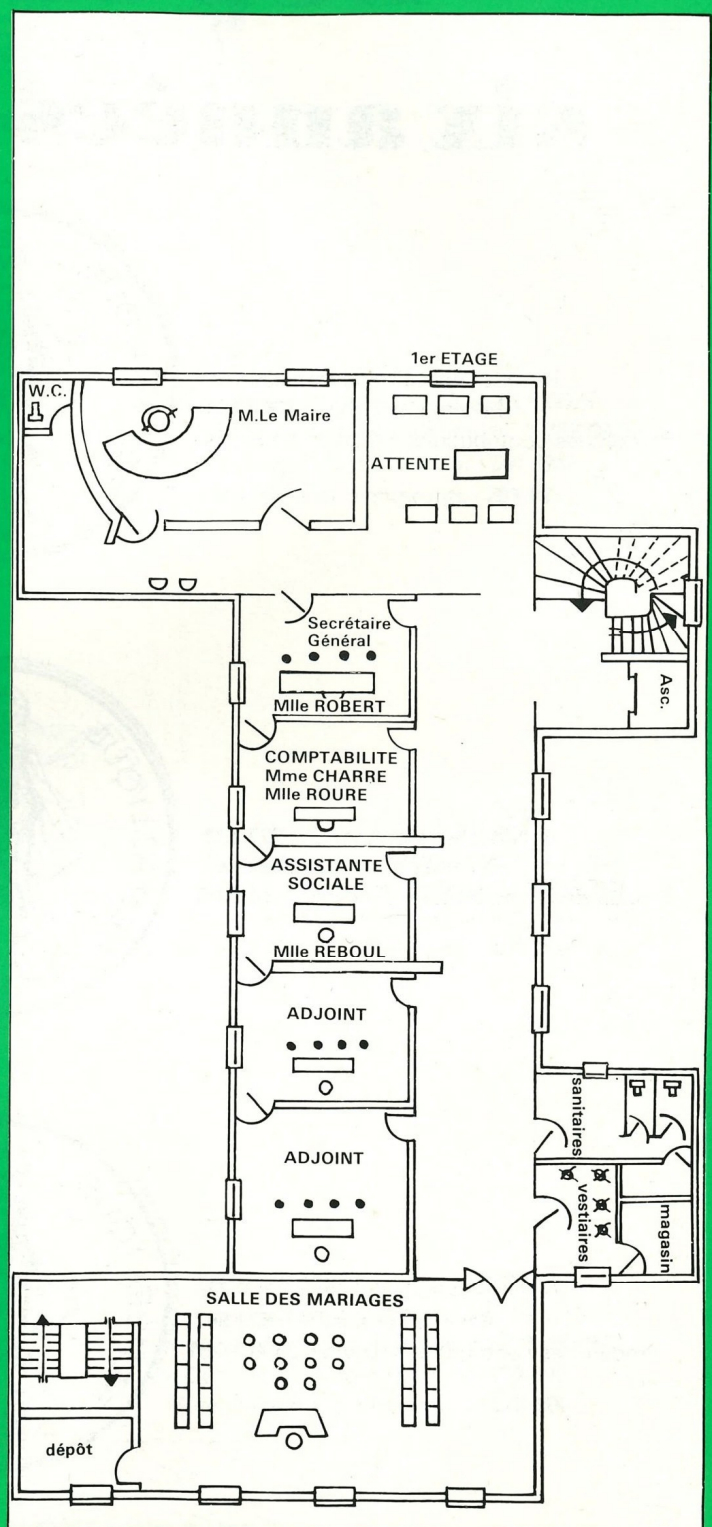 1er ETAGE
W.C.
M.Le Maire
ATTENTE
Secrétaire
Général
Mlle ROBERT
Asc.
COMPTABILITE
Mme CHARRE
Mlle ROURE
ASSISTANTE
SOCIALE
Mlle REBOUL
ADJOINT
sanitaires
ADJOINT
vestiaires
magasin
SALLE DES MARIAGES
dépôt